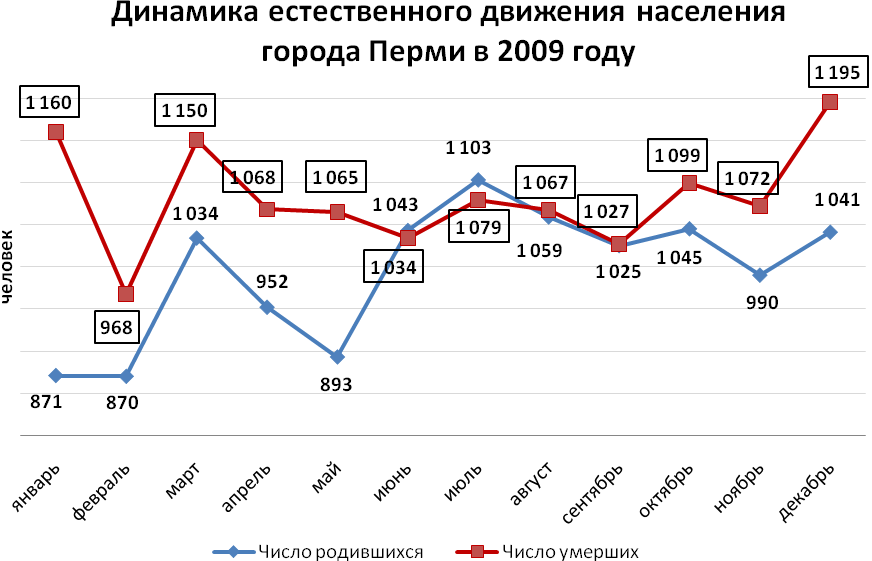 Динамика естественного движения населения
города Перми в 2009 году
человек
1 160
968
1 150
1 068
1 065
1 034
1 079
1 067
1 027
1 099
1 072
1 195
871
870
1 034
952
893
1 043
1 103
1 059
1 025
1 045
990
1 041
январь
февраль
март
апрель
май
июнь
июль
август
сентябрь
октябрь
ноябрь
декабрь
Число родившихся
Число умерших